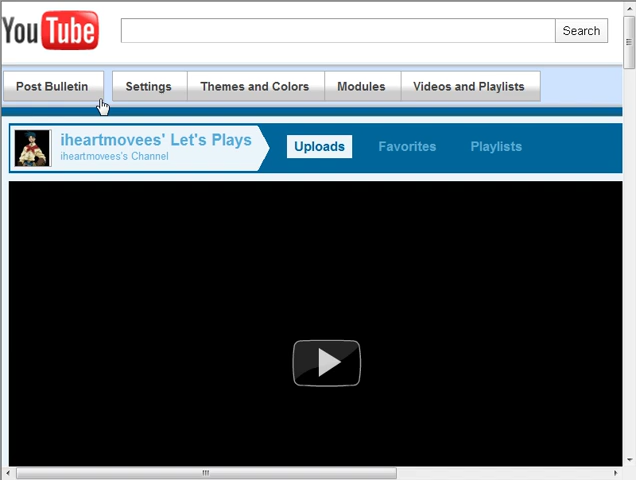 YouTube
Search
Post Bulletin Settings Themes and Colors Modules Videos and Playlists
iheartmovees' Let's Plays
iheartmovees's Channel
Uploads Favorites Playlists